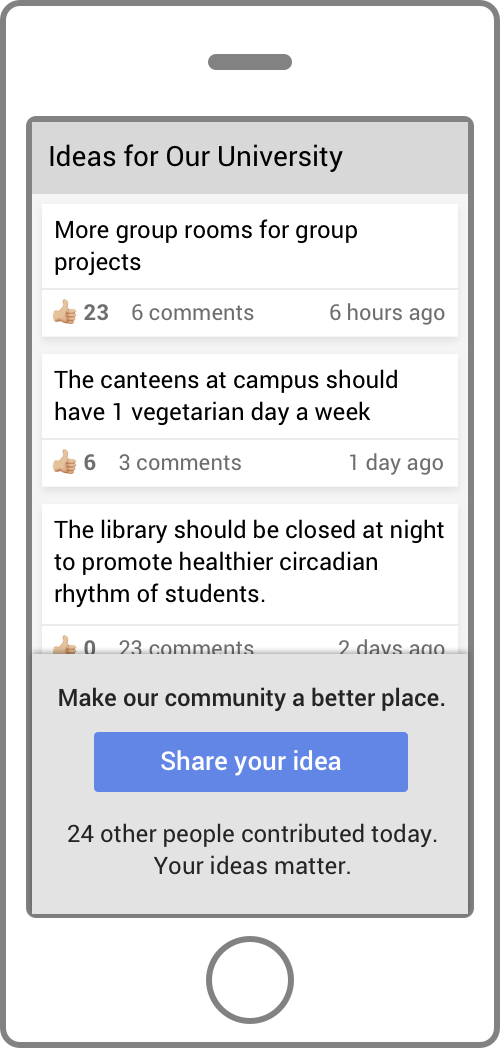 Ideas for Our University
More group rooms for group
projects
23 6 comments 6 hours ago
The canteens at campus should
have 1 vegetarian day a week
6 3 comments 1 day ago
The library should be closed at night
to promote healthier circadian
rhythm of students.
0 23 comments 2 days ago
Make our community a better place.
Share your idea
24 other people contributed today.
Your ideas matter.